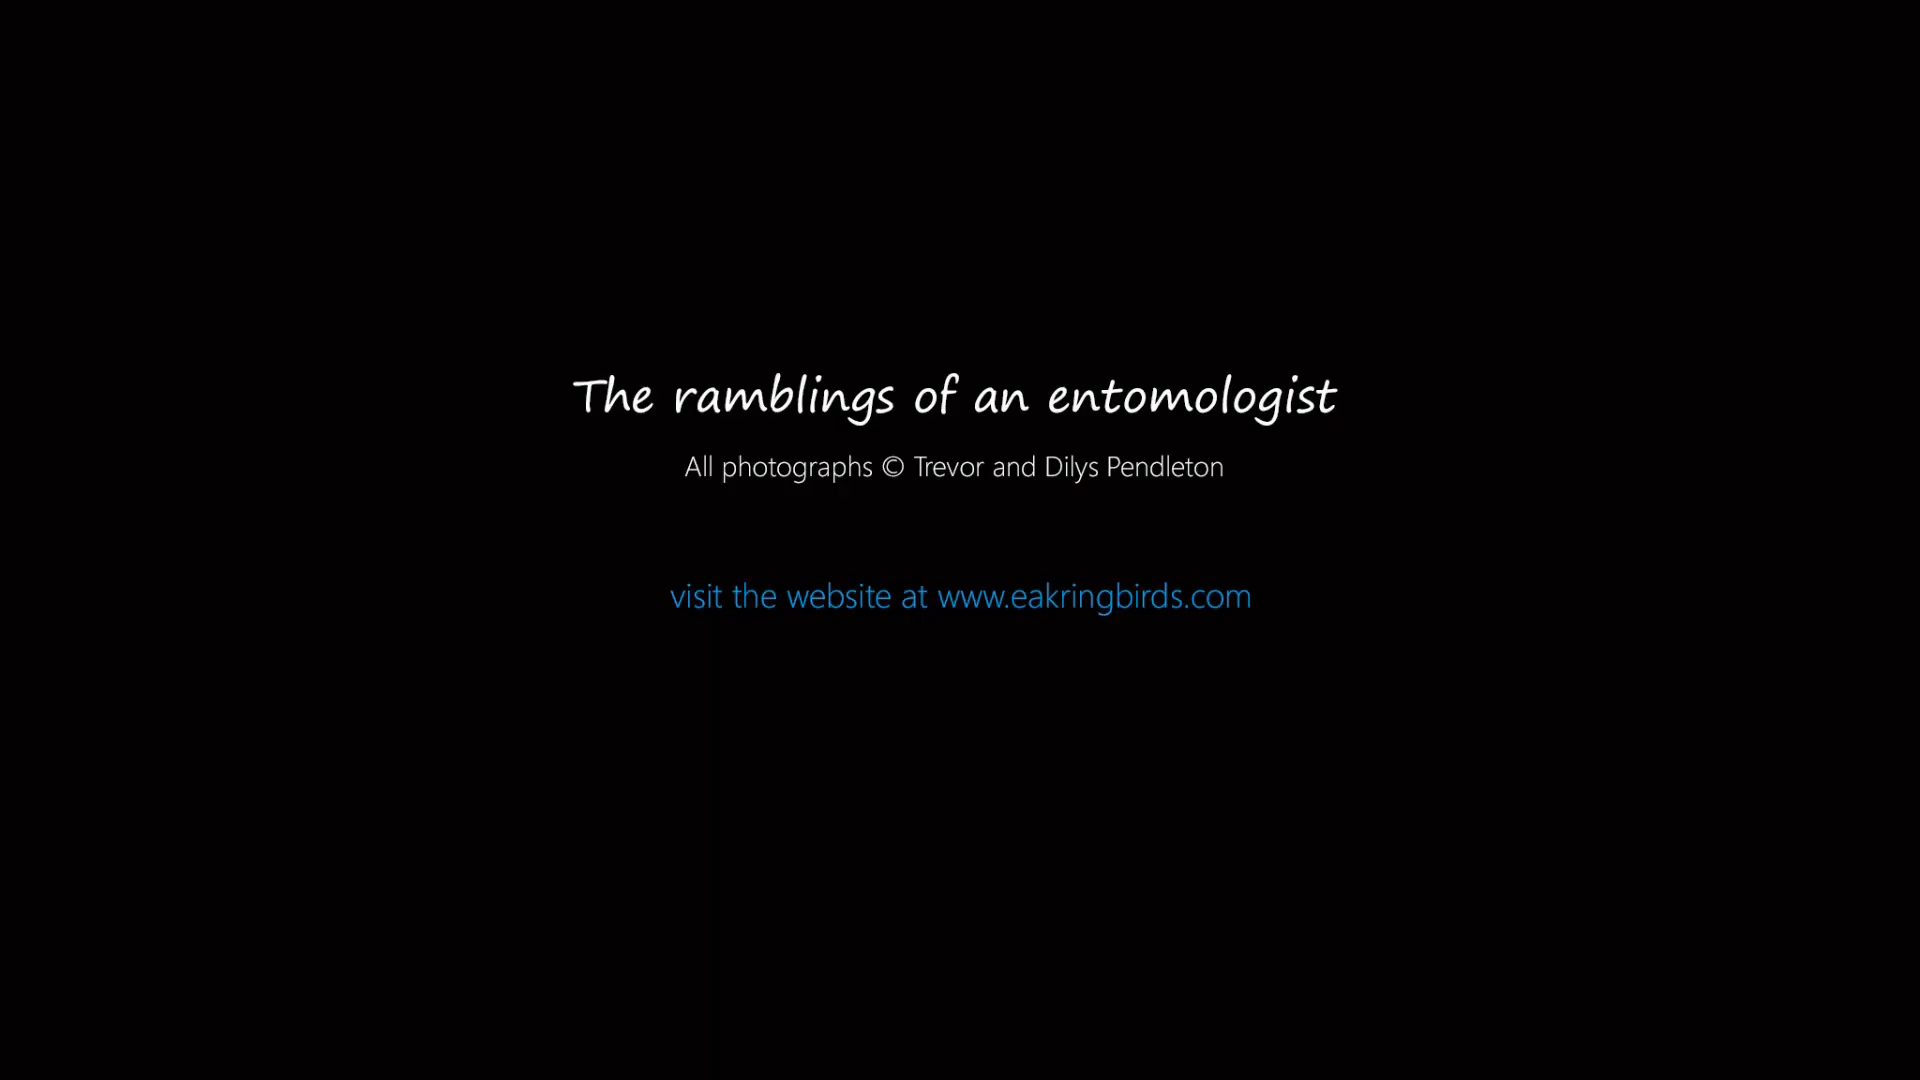 The ramblings of an entomologist
All photographs © Trevor and Dilys Pendleton
visit the website at www.eakringbirds.com